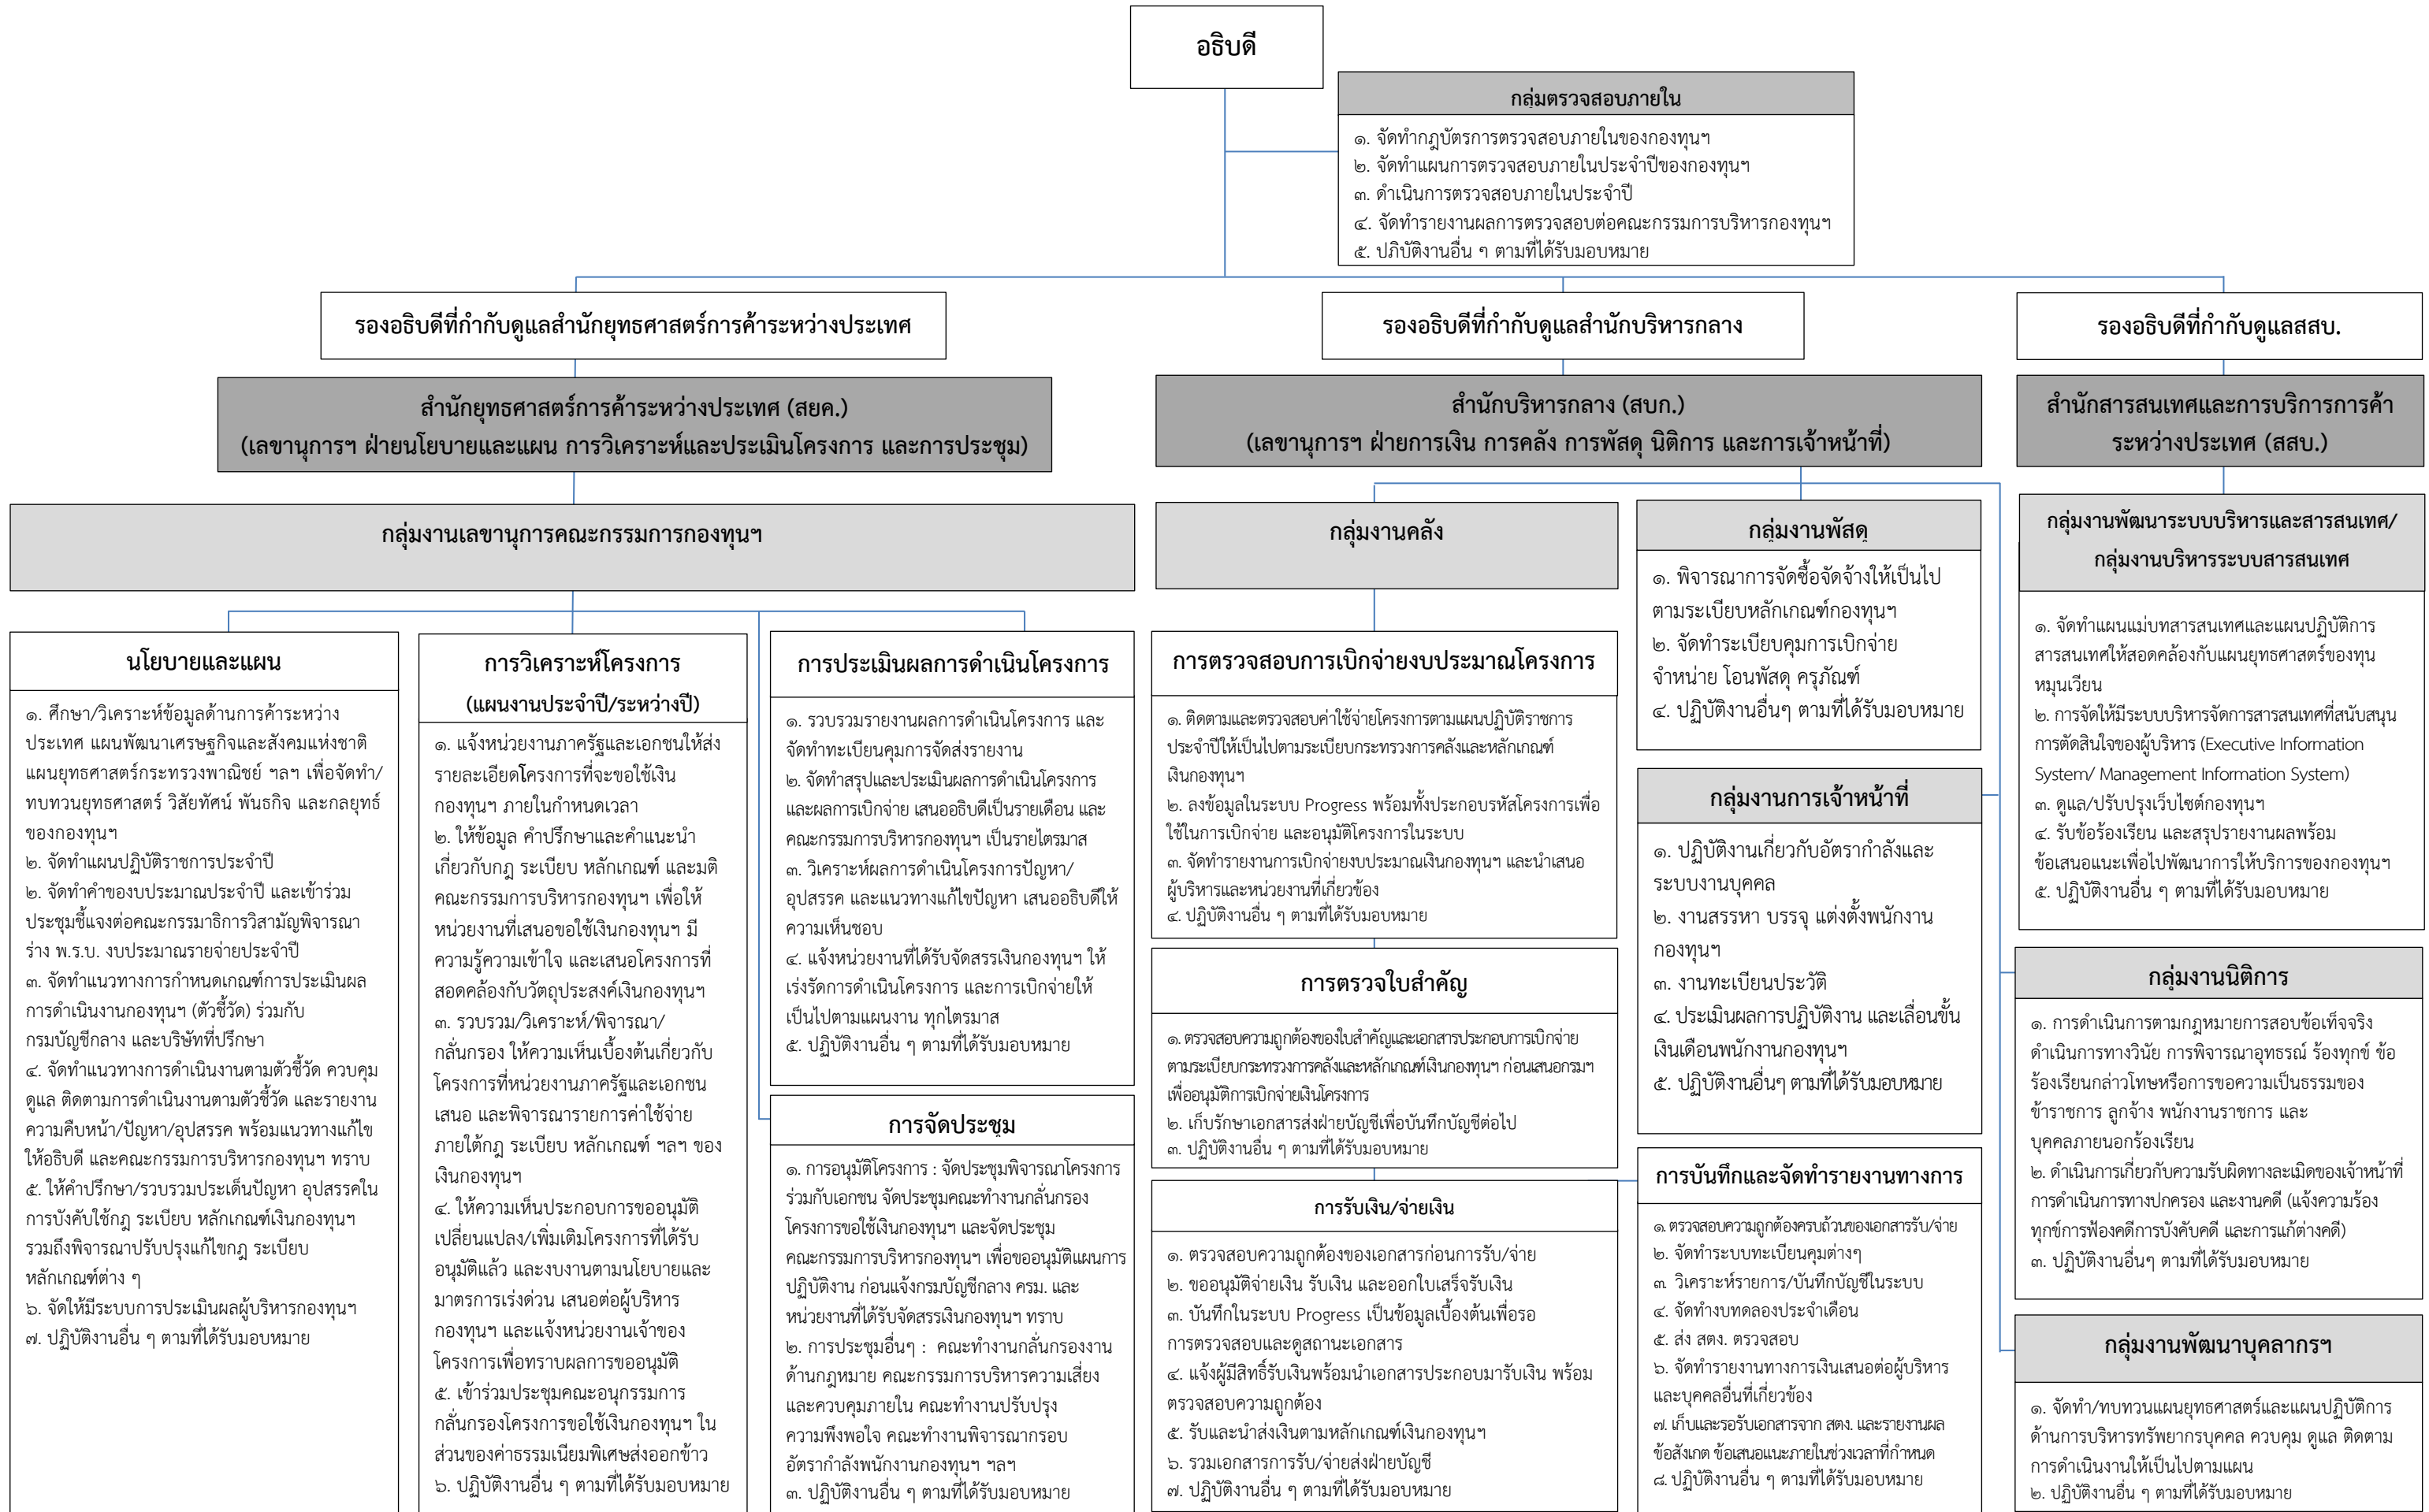 อธิบดี
กลุ่มตรวจสอบภายใน
๑. จัดทำกฎบัตรการตรวจสอบภายในของกองทุนฯ
๒. จัดทำแผนการตรวจสอบภายในประจำปีของกองทุนฯ
๓. ดำเนินการตรวจสอบภายในประจำปี
๔. จัดทำรายงานผลการตรวจสอบต่อคณะกรรมการบริหารกองทุนฯ
๕. ปภิบัติงานอื่น ๆ ตามที่ได้รับมอบหมาย
รองอธิบดีที่กำกับดูแลสำนักยุทธศาสตร์การค้าระหว่างประเทศ
รองอธิบดีที่กำกับดูแลสำนักบริหารกลาง
รองอธิบดีที่กำกับดูแลสสบ.
สำนักยุทธศาสตร์การค้าระหว่างประเทศ (สยค.)
(เลขานุการฯ ฝ่ายนโยบายและแผน การวิเคราะห์และประเมินโครงการ และการประชุม)
สำนักบริหารกลาง (สบก.)
(เลขานุการฯ ฝ่ายการเงิน การคลัง การพัสดุ นิติการ และการเจ้าหน้าที่)
สำนักสารสนเทศและการบริการการค้า
ระหว่างประเทศ (สสบ.)
กลุ่มงานเลขานุการคณะกรรมการกองทุนฯ
นโยบายและแผน
๑. ศึกษา/วิเคราะห์ข้อมูลด้านการค้าระหว่าง
ประเทศ แผนพัฒนาเศรษฐกิจและสังคมแห่งชาติ
แผนยุทธศาสตร์กระทรวงพาณิชย์ ฯลฯ เพื่อจัดทำ/
ทบทวนยุทธศาสตร์ วิสัยทัศน์ พันธกิจ และกลยุทธ์
ของกองทุนฯ
๒. จัดทำแผนปฏิบัติราชการประจำปี
๒. จัดทำคำของบประมาณประจำปี และเข้าร่วม
ประชุมชี้แจงต่อคณะกรรมาธิการวิสามัญพิจารณา
ร่าง พ.ร.บ. งบประมาณรายจ่ายประจำปี
๓. จัดทำแนวทางการกำหนดเกณฑ์การประเมินผล
การดำเนินงานกองทุนฯ (ตัวชี้วัด) ร่วมกับ
กรมบัญชีกลาง และบริษัทที่ปรึกษา
๔. จัดทำแนวทางการดำเนินงานตามตัวชี้วัด ควบคุม
ดูแล ติดตามการดำเนินงานตามตัวชี้วัด และรายงาน
ความคืบหน้า/ปัญหา/อุปสรรค พร้อมแนวทางแก้ไข
ให้อธิบดี และคณะกรรมการบริหารกองทุนฯ ทราบ
๕. ให้คำปรึกษา/รวบรวมประเด็นปัญหา อุปสรรคใน
การบังคับใช้กฎ ระเบียบ หลักเกณฑ์เงินกองทุนฯ
รวมถึงพิจารณาปรับปรุงแก้ไขกฎ ระเบียบ
หลักเกณฑ์ต่าง ๆ
๖. จัดให้มีระบบการประเมินผลผู้บริหารกองทุนฯ
๗. ปฏิบัติงานอื่น ๆ ตามที่ได้รับมอบหมาย
การวิเคราะห์โครงการ
(แผนงานประจำปี/ระหว่างปี)
๑. แจ้งหน่วยงานภาครัฐและเอกชนให้ส่ง
รายละเอียดโครงการที่จะขอใช้เงิน
กองทุนฯ ภายในกำหนดเวลา
๒. ให้ข้อมูล คำปรึกษาและคำแนะนำ
เกี่ยวกับกฎ ระเบียบ หลักเกณฑ์ และมติ
คณะกรรมการบริหารกองทุนฯ เพื่อให้
หน่วยงานที่เสนอขอใช้เงินกองทุนฯ มี
ความรู้ความเข้าใจ และเสนอโครงการที่
สอดคล้องกับวัตถุประสงค์เงินกองทุนฯ
๓. รวบรวม/วิเคราะห์/พิจารณา/
กลั่นกรอง ให้ความเห็นเบื้องต้นเกี่ยวกับ
โครงการที่หน่วยงานภาครัฐและเอกชน
เสนอ และพิจารณารายการค่าใช้จ่าย
ภายใต้กฎ ระเบียบ หลักเกณฑ์ ฯลฯ ของ
เงินกองทุนฯ
๔. ให้ความเห็นประกอบการขออนุมัติ
เปลี่ยนแปลง/เพิ่มเติมโครงการที่ได้รับ
อนุมัติแล้ว และงบงานตามนโยบายและ
มาตรการเร่งด่วน เสนอต่อผู้บริหาร
กองทุนฯ และแจ้งหน่วยงานเจ้าของ
โครงการเพื่อทราบผลการขออนุมัติ
๕. เข้าร่วมประชุมคณะอนุกรรมการ
กลั่นกรองโครงการขอใช้เงินกองทุนฯ ใน
ส่วนของค่าธรรมเนียมพิเศษส่งออกข้าว
๖. ปฏิบัติงานอื่น ๆ ตามที่ได้รับมอบหมาย
การประเมินผลการดำเนินโครงการ
๑. รวบรวมรายงานผลการดำเนินโครงการ และ
จัดทำทะเบียนคุมการจัดส่งรายงาน
๒. จัดทำสรุปและประเมินผลการดำเนินโครงการ
และผลการเบิกจ่าย เสนออธิบดีเป็นรายเดือน และ
คณะกรรมการบริหารกองทุนฯ เป็นรายไตรมาส
๓. วิเคราะห์ผลการดำเนินโครงการปัญหา/
อุปสรรค และแนวทางแก้ไขปัญหา เสนออธิบดีให้
ความเห็นชอบ
๔. แจ้งหน่วยงานที่ได้รับจัดสรรเงินกองทุนฯ ให้
เร่งรัดการดำเนินโครงการ และการเบิกจ่ายให้
เป็นไปตามแผนงาน ทุกไตรมาส
๕. ปฏิบัติงานอื่น ๆ ตามที่ได้รับมอบหมาย
การจัดประชุม
๑. การอนุมัติโครงการ : จัดประชุมพิจารณาโครงการ
ร่วมกับเอกชน จัดประชุมคณะทำงานกลั่นกรอง
โครงการขอใช้เงินกองทุนฯ และจัดประชุม
คณะกรรมการบริหารกองทุนฯ เพื่อขออนุมัติแผนการ
ปฏิบัติงาน ก่อนแจ้งกรมบัญชีกลาง ครม. และ
หน่วยงานที่ได้รับจัดสรรเงินกองทุนฯ ทราบ
๒. การประชุมอื่นๆ : คณะทำงานกลั่นกรองงาน
ด้านกฎหมาย คณะกรรมการบริหารความเสี่ยง
และควบคุมภายใน คณะทำงานปรับปรุง
ความพึงพอใจ คณะทำงานพิจารณากรอบ
อัตรากำลังพนักงานกองทุนฯ ฯลฯ
๓. ปฏิบัติงานอื่น ๆ ตามที่ได้รับมอบหมาย
กลุ่มงานคลัง
การตรวจสอบการเบิกจ่ายงบประมาณโครงการ
๑. ติดตามและตรวจสอบค่าใช้จ่ายโครงการตามแผนปฏิบัติราชการ
ประจำปีให้เป็นไปตามระเบียบกระทรวงการคลังและหลักเกณฑ์
เงินกองทุนฯ
๒. ลงข้อมูลในระบบ Progress พร้อมทั้งประกอบรหัสโครงการเพื่อ
ใช้ในการเบิกจ่าย และอนุมัติโครงการในระบบ
๓. จัดทำรายงานการเบิกจ่ายงบประมาณเงินกองทุนฯ และนำเสนอ
ผู้บริหารและหน่วยงานที่เกี่ยวข้อง
๔. ปฏิบัติงานอื่น ๆ ตามที่ได้รับมอบหมาย
การตรวจใบสำคัญ
๑. ตรวจสอบความถูกต้องของใบสำคัญและเอกสารประกอบการเบิกจ่าย
ตามระเบียบกระทรวงการคลังและหลักเกณฑ์เงินกองทุนฯ ก่อนเสนอกรมฯ
เพื่ออนุมัติการเบิกจ่ายเงินโครงการ
๒. เก็บรักษาเอกสารส่งฝ่ายบัญชีเพื่อบันทึกบัญชีต่อไป
๓. ปฏิบัติงานอื่น ๆ ตามที่ได้รับมอบหมาย
การรับเงิน/จ่ายเงิน
๑. ตรวจสอบความถูกต้องของเอกสารก่อนการรับ/จ่าย
๒. ขออนุมัติจ่ายเงิน รับเงิน และออกใบเสร็จรับเงิน
๓. บันทึกในระบบ Progress เป็นข้อมูลเบื้องต้นเพื่อรอ
การตรวจสอบและดูสถานะเอกสาร
๔. แจ้งผู้มีสิทธิ์รับเงินพร้อมนำเอกสารประกอบมารับเงิน พร้อม
ตรวจสอบความถูกต้อง
๕. รับและนำส่งเงินตามหลักเกณฑ์เงินกองทุนฯ
๖. รวมเอกสารการรับ/จ่ายส่งฝ่ายบัญชี
๗. ปฏิบัติงานอื่น ๆ ตามที่ได้รับมอบหมาย
กลุ่มงานพัสดุ
๑. พิจารณาการจัดซื้อจัดจ้างให้เป็นไป
ตามระเบียบหลักเกณฑ์กองทุนฯ
๒. จัดทำระเบียบคุมการเบิกจ่าย
จำหน่าย โอนพัสดุ ครุภัณฑ์
๔. ปฏิบัติงานอื่นๆ ตามที่ได้รับมอบหมาย
กลุ่มงานการเจ้าหน้าที่
๑. ปฏิบัติงานเกี่ยวกับอัตรากำลังและ
ระบบงานบุคคล
๒. งานสรรหา บรรจุ แต่งตั้งพนักงาน
กองทุนฯ
๓. งานทะเบียนประวัติ
๔. ประเมินผลการปฏิบัติงาน และเลื่อนขั้น
เงินเดือนพนักงานกองทุนฯ
๕. ปฏิบัติงานอื่นๆ ตามที่ได้รับมอบหมาย
การบันทึกและจัดทำรายงานทางการ
๑. ตรวจสอบความถูกต้องครบถ้วนของเอกสารรับ/จ่าย
๒. จัดทำระบบทะเบียนคุมต่างๆ
๓. วิเคราะห์รายการ/บันทึกบัญชีในระบบ
๔. จัดทำงบทดลองประจำเดือน
๕. ส่ง สตง. ตรวจสอบ
๖. จัดทำรายงานทางการเงินเสนอต่อผู้บริหาร
และบุคคลอื่นที่เกี่ยวข้อง
๗. เก็บและรอรับเอกสารจาก สตง. และรายงานผล
ข้อสังเกต ข้อเสนอแนะภายในช่วงเวลาที่กำหนด
๘. ปฏิบัติงานอื่น ๆ ตามที่ได้รับมอบหมาย
กลุ่มงานพัฒนาระบบบริหารและสารสนเทศ/
กลุ่มงานบริหารระบบสารสนเทศ
๑. จัดทำแผนแม่บทสารสนเทศและแผนปฏิบัติการ
สารสนเทศให้สอดคล้องกับแผนยุทธศาสตร์ของทุน
หมุนเวียน
๒. การจัดให้มีระบบบริหารจัดการสารสนเทศที่สนับสนุน
การตัดสินใจของผู้บริหาร (Executive Information
System/ Management Information System)
๓. ดูแล/ปรับปรุงเว็บไซต์กองทุนฯ
๔. รับข้อร้องเรียน และสรุปรายงานผลพร้อม
ข้อเสนอแนะเพื่อไปพัฒนาการให้บริการของกองทุนฯ
๕. ปฏิบัติงานอื่น ๆ ตามที่ได้รับมอบหมาย
กลุ่มงานนิติการ
๑. การดำเนินการตามกฎหมายการสอบข้อเท็จจริง
ดำเนินการทางวินัย การพิจารณาอุทธรณ์ ร้องทุกข์ ข้อ
ร้องเรียนกล่าวโทษหรือการขอความเป็นธรรมของ
ข้าราชการ ลูกจ้าง พนักงานราชการ และ
บุคคลภายนอกร้องเรียน
๒. ดำเนินการเกี่ยวกับความรับผิดทางละเมิดของเจ้าหน้าที่
การดำเนินการทางปกครอง และงานคดี (แจ้งความร้อง
ทุกข์การฟ้องคดีการบังคับคดี และการแก้ต่างคดี)
๓. ปฏิบัติงานอื่นๆ ตามที่ได้รับมอบหมาย
กลุ่มงานพัฒนาบุคลากรฯ
๑. จัดทำ/ทบทวนแผนยุทธศาสตร์และแผนปฏิบัติการ
ด้านการบริหารทรัพยากรบุคคล ควบคุม ดูแล ติดตาม
การดำเนินงานให้เป็นไปตามแผน
๒. ปฏิบัติงานอื่น ๆ ตามที่ได้รับมอบหมาย